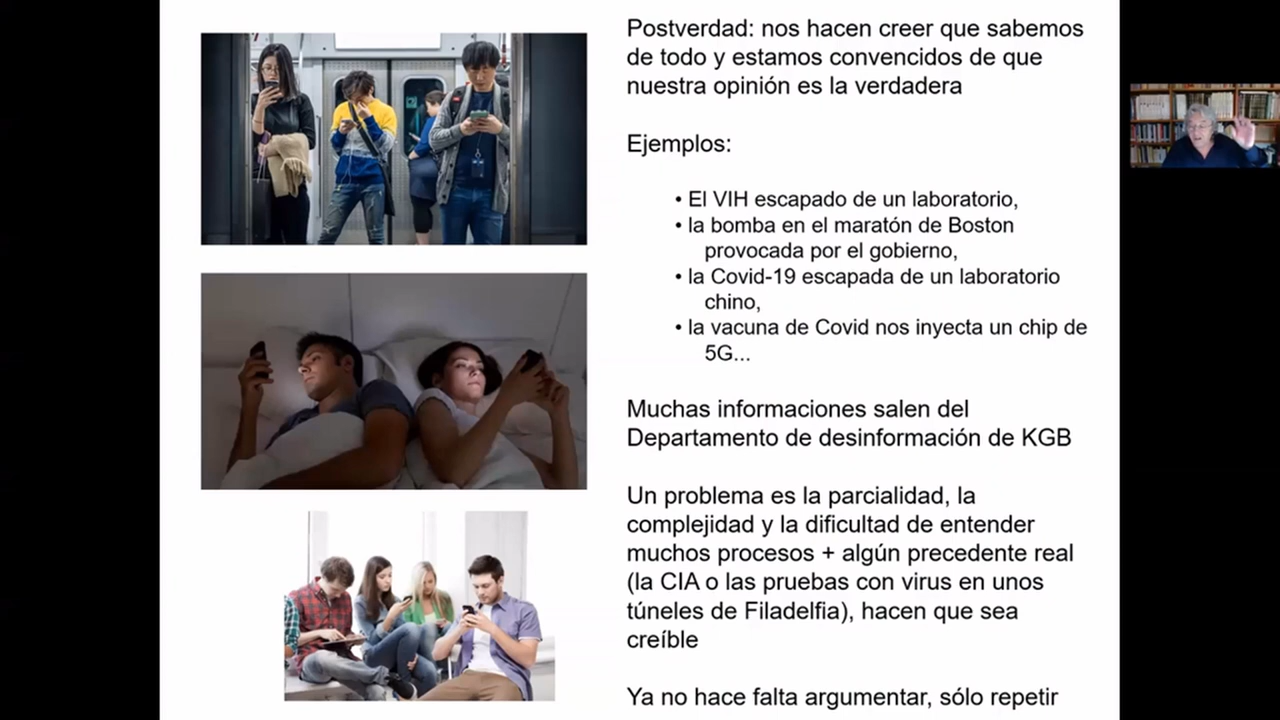 Postverdad: nos hacen creer que sabemos
de todo y estamos convencidos de que
nuestra opinión es la verdadera
Ejemplos:
• El VIH escapado de un laboratorio,
• la bomba en el maratón de Boston
provocada por el gobierno,
• la Covid-19 escapada de un laboratorio
chino,
• la vacuna de Covid nos inyecta un chip de
5G...
Muchas informaciones salen del
Departamento de desinformación de KGB
Un problema es la parcialidad, la
complejidad y la dificultad de entender
muchos procesos + algún precedente real
(la CIA o las pruebas con virus en unos
túneles de Filadelfia), hacen que sea
creíble
Ya no hace falta argumentar, sólo repetir